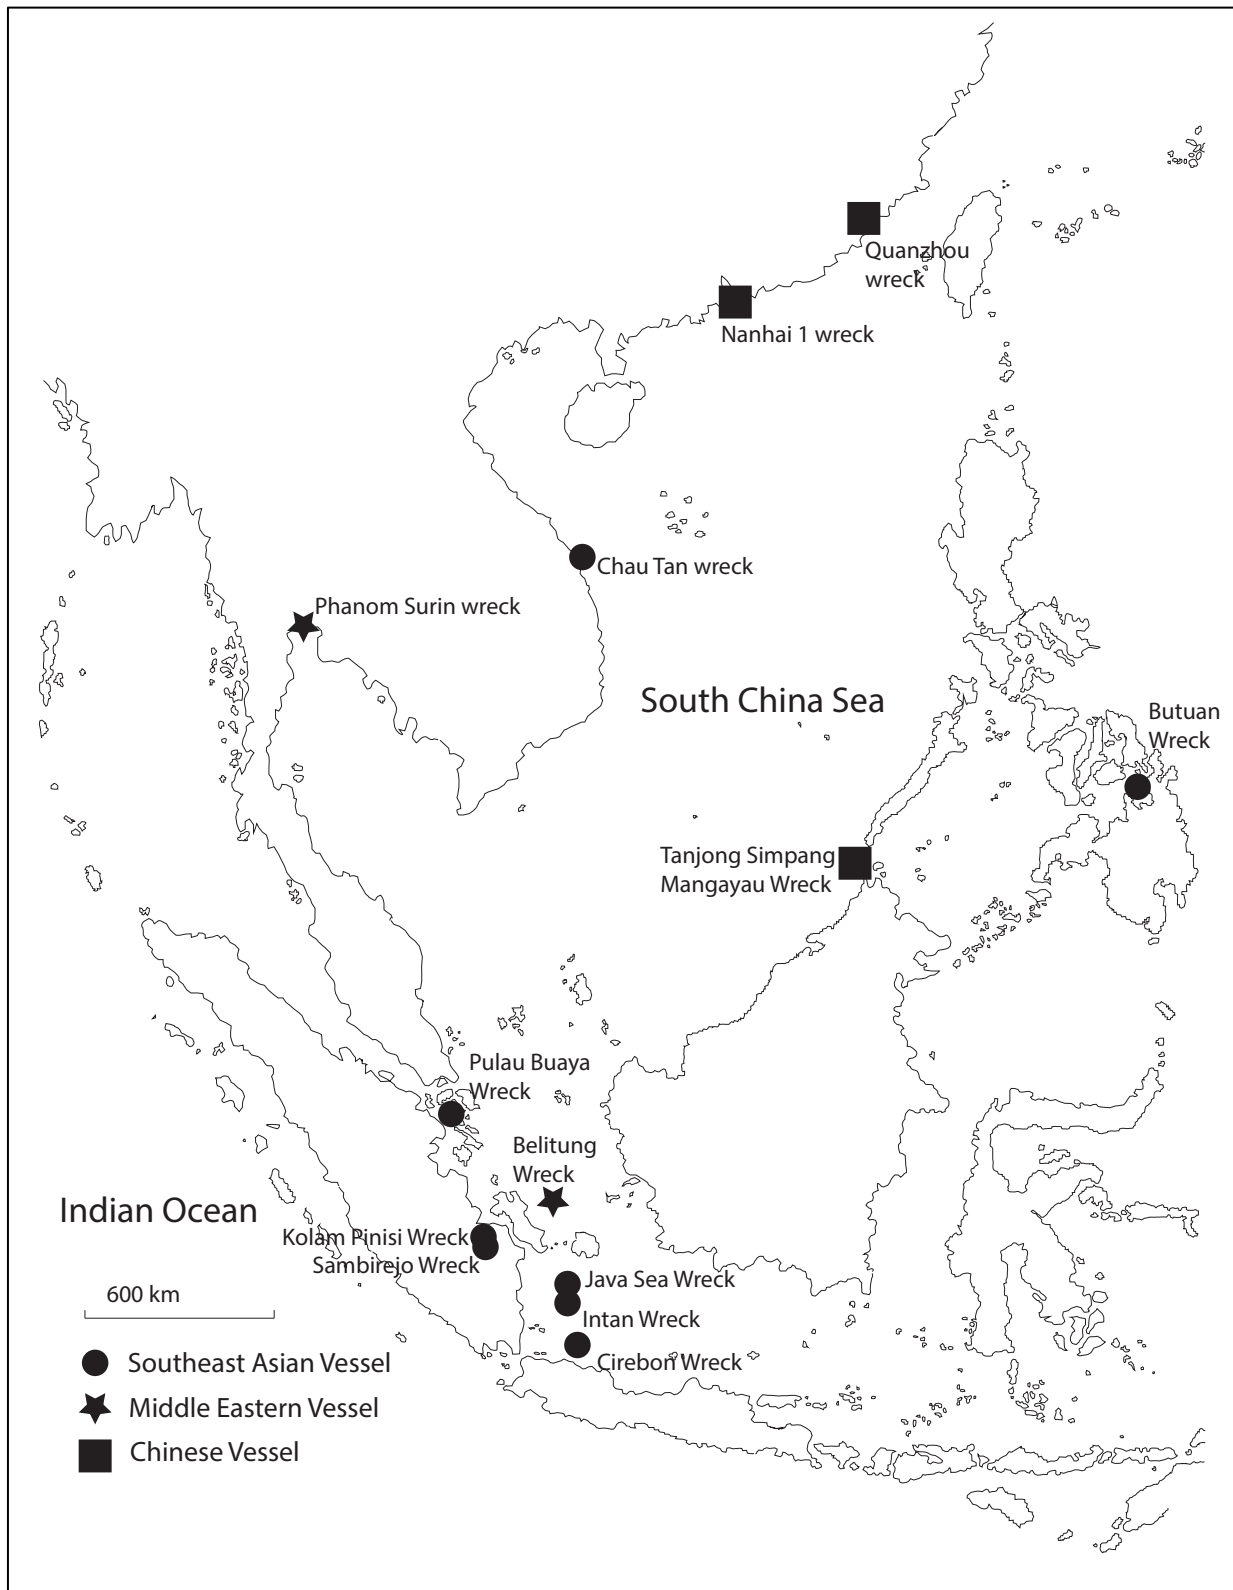 Quanzhou
wreck
Nanhai 1 wreck
Chau Tan wreck
Phanom Surin wreck
South China Sea
Butuan
Wreck
Tanjong Simpang
Mangayau Wreck
Pulau Buaya
Wreck
Belitung
Wreck
Indian Ocean
Kolam Pinisi Wreck
Sambirejo Wreck
Java Sea Wreck
600 km
Intan Wreck
Cirebon Wreck
Southeast Asian Vessel
Middle Eastern Vessel
Chinese Vessel